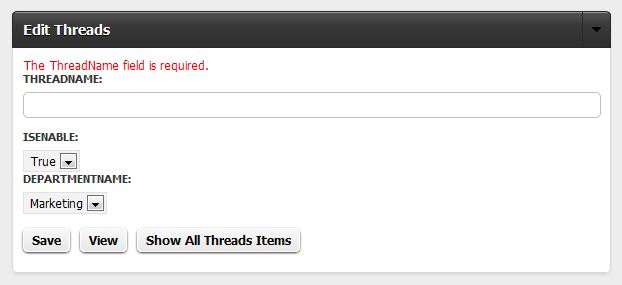 Edit Threads
The ThreadName field is required.
THREADNAME:
ISENABLE:
True
DEPARTMENTNAME:
Marketing
Save View Show All Threads Items